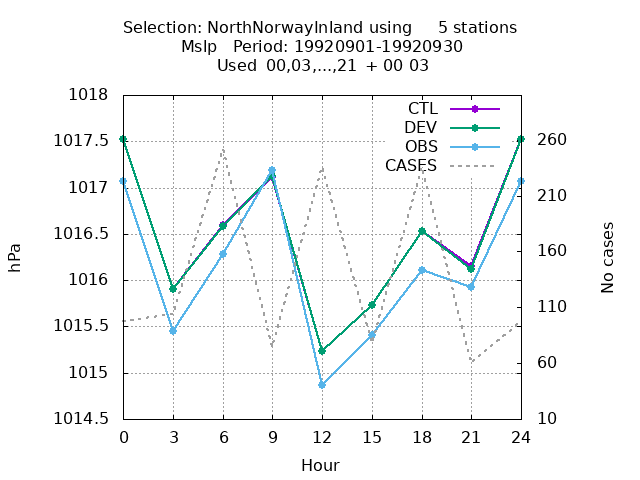 Selection: NorthNorwayInland using     5 stations
Mslp   Period: 19920901-19920930
Used  00,03,...,21  + 00 03
CTL
DEV
OBS
CASES
1018
1017.5
1017
1016.5
1016
1015.5
1015
1014.5
260
210
160
110
60
10
0 3 6 9 12 15 18 21 24
hPa
No cases
Hour